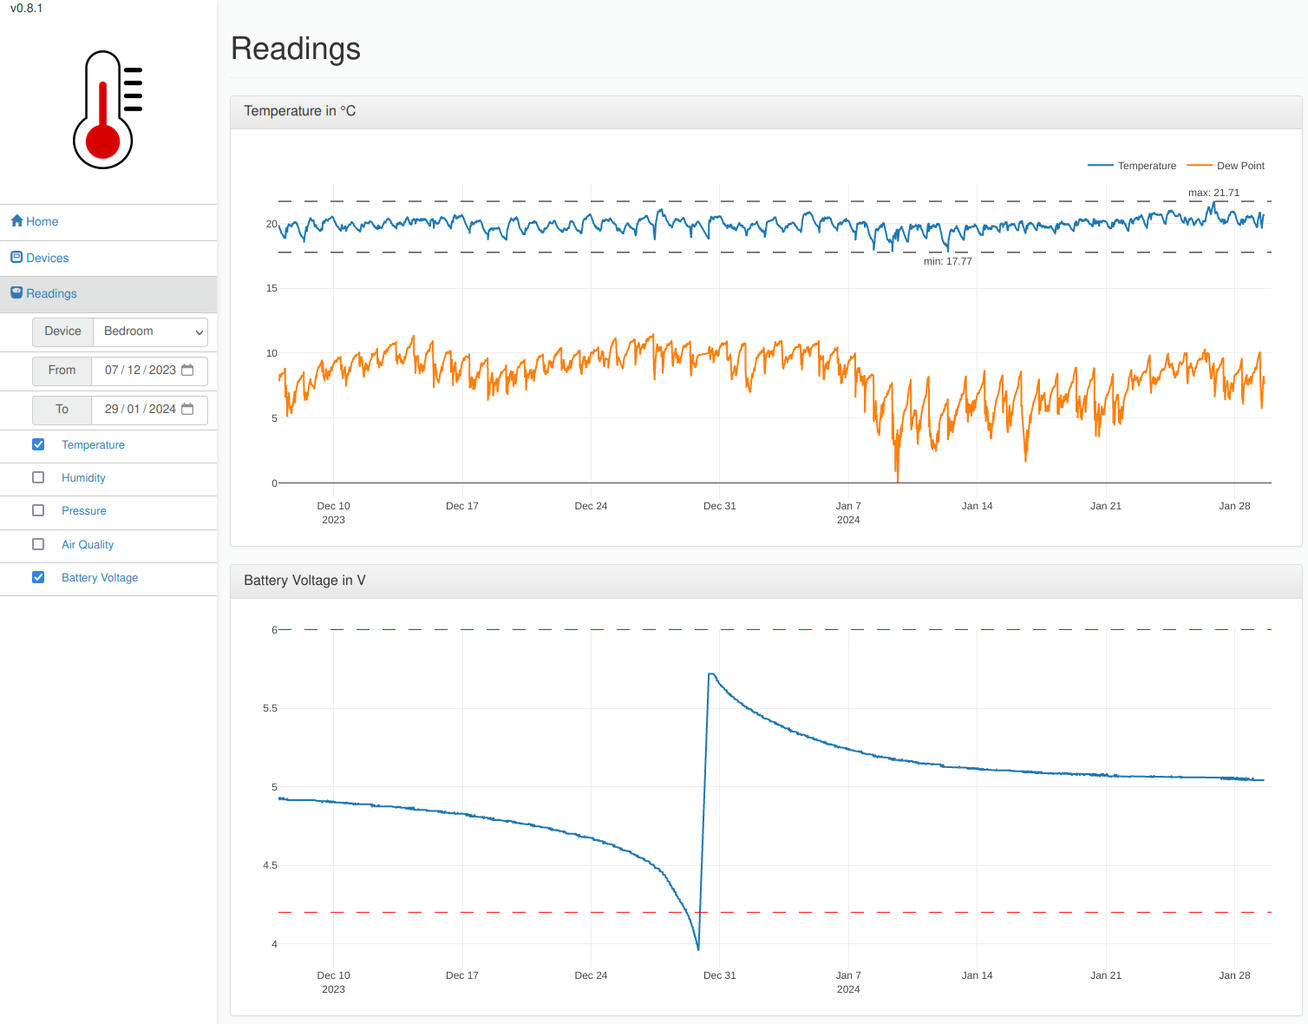 v0.8.1
Home
Devices
Readings
Device Bedroom
From 07 / 12 / 2023
To 29 / 01 / 2024
Temperature
Humidity
Pressure
Air Quality
Battery Voltage
Readings
Temperature in °C
Temperature Dew Point
max: 21.71
20
min: 17.77
15
10
5
0
Dec 10 Dec 17 Dec 24 Dec 31 Jan 7 Jan 14 Jan 21 Jan 28
2023 2024
Battery Voltage in V
6
5.5
5
4.5
4
Dec 10 Dec 17 Dec 24 Dec 31 Jan 7 Jan 14 Jan 21 Jan 28
2023 2024